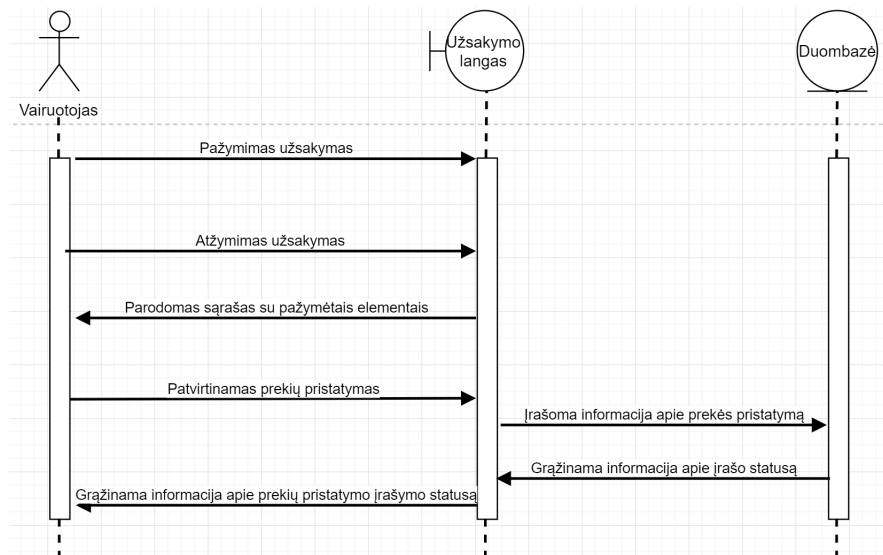 Užsakymo
langas
Duombazė
Vairuotojas
Pažymimas užsakymas
Atžymimas užsakymas
Parodomas sąrašas su pažymėtais elementais
Patvirtinamas prekių pristatymas
Įrašoma informacija apie prekės pristatymą
Grąžinama informacija apie įrašo statusą
Grąžinama informacija apie prekių pristatymo įrašymo statusą